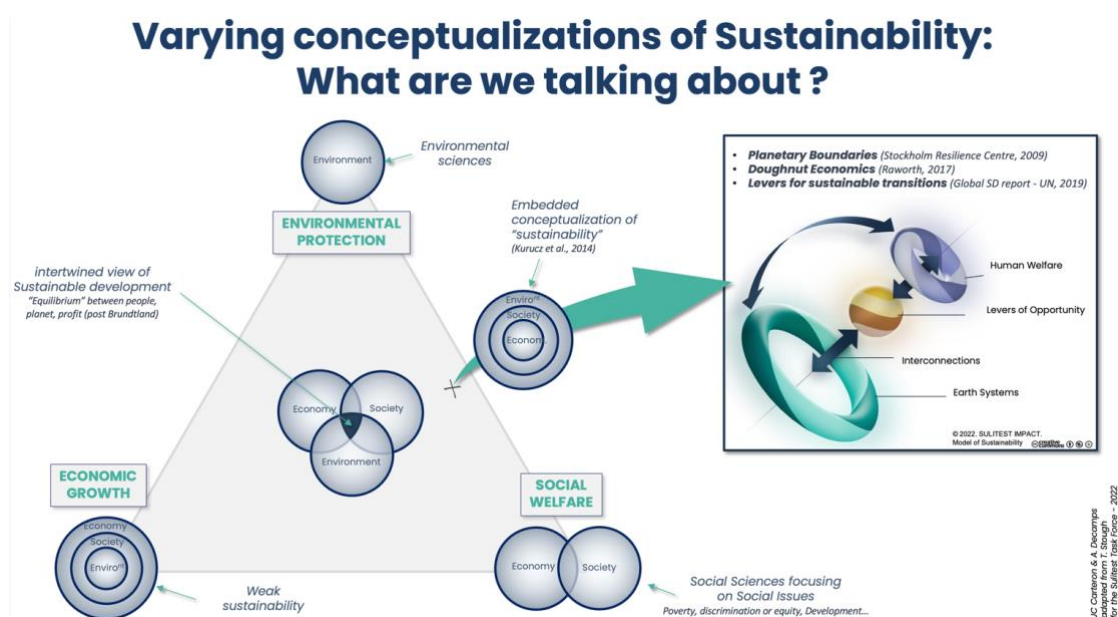 Varying conceptualizations of Sustainability:
What are we talking about ?
Environment
Environmental
sciences
ENVIRONMENTAL
PROTECTION
Embedded
conceptualization of
"sustainability"
(Kurucz et al., 2014)
intertwined view of
Sustainable development
"Equilibrium" between people,
planet, profit (post Brundtland)
Enviroⁿᵗ
Society
Econom.
Economy
Society
Environment
ECONOMIC
GROWTH
Economy
Society
Enviroⁿᵗ
Weak
sustainability
SOCIAL
WELFARE
Economy
Society
Social Sciences focusing
on Social Issues
Poverty, discrimination or equity, Development...
• Planetary Boundaries (Stockholm Resilience Centre, 2009)
• Doughnut Economics (Raworth, 2017)
• Levers for sustainable transitions (Global SD report - UN, 2019)
Human Welfare
Levers of Opportunity
Interconnections
Earth Systems
© 2022. SULITEST IMPACT.
Model of Sustainability
creative commons
JC Carteron & A. Decamps
adapted from T. Stough
for the Sulitest Task Force - 2022